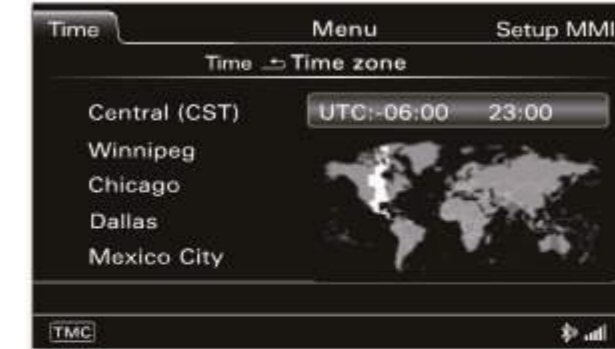 Time Menu Setup MMI
Time Time zone
Central (CST) UTC:-06:00 23:00
Winnipeg
Chicago
Dallas
Mexico City
TMC